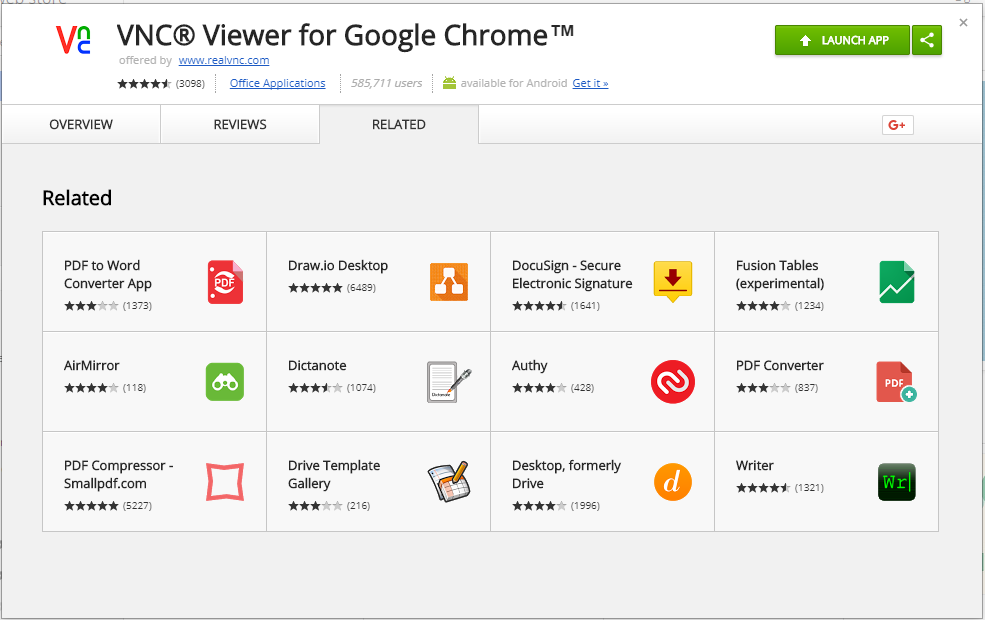 web store
VNC® Viewer for Google Chrome™
offered by www.realvnc.com
(3098) Office Applications 585,711 users available for Android Get it »
LAUNCH APP
OVERVIEW REVIEWS RELATED G+
Related
PDF to Word
Converter App
(1373)
PDF
Draw.io Desktop
(6489)
DocuSign - Secure
Electronic Signature
(1641)
Fusion Tables
(experimental)
(1234)
AirMirror
(118)
Dictanote
(1074)
Dictanote
Authy
(428)
PDF Converter
(837)
PDF
PDF Compressor -
Smallpdf.com
(5227)
Drive Template
Gallery
(216)
Desktop, formerly
Drive
(1996)
d
Writer
(1321)
Wr